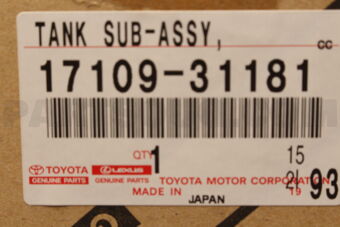 TANK SUB-ASSY,
CC
17109-31181
QTY 1
15
TOYOTA LEXUS
GENUINE PARTS GENUINE PARTS
TOYOTA MOTOR CORPORATION
MADE IN JAPAN
19
93